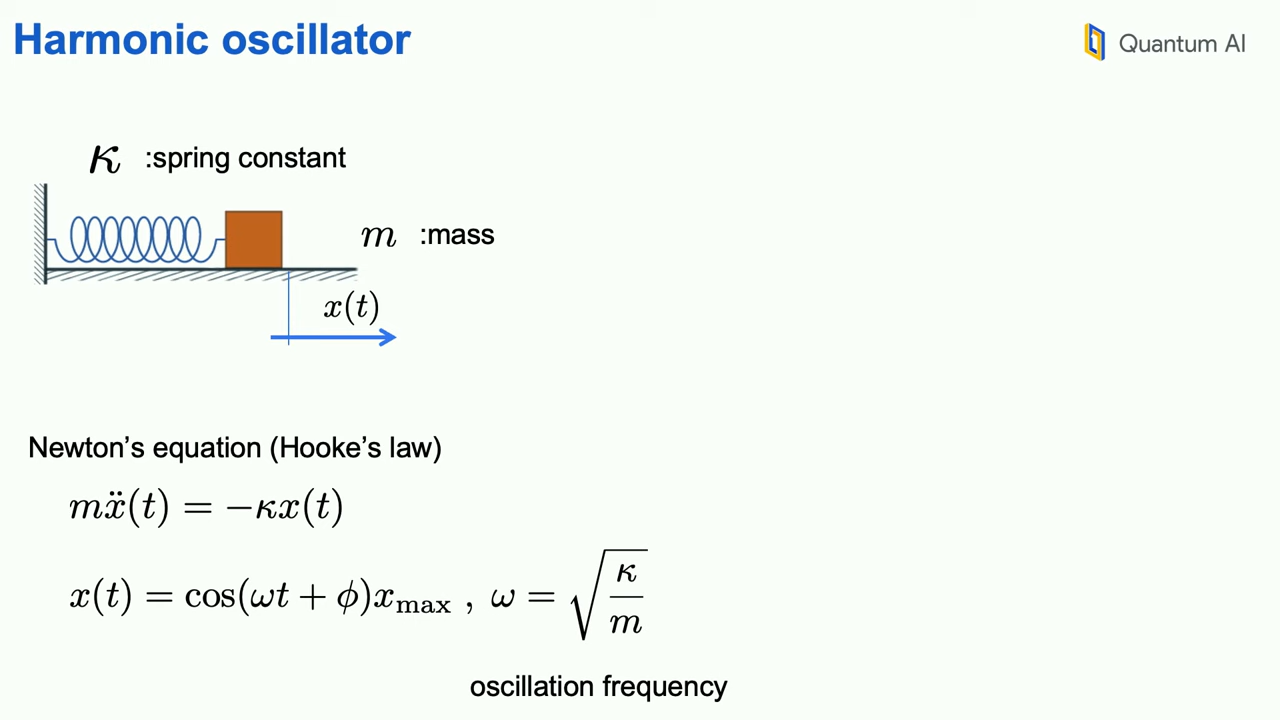 Harmonic oscillator
Quantum AI
κ :spring constant
m :mass
x(t)
Newton’s equation (Hooke’s law)
mẍ(t) = −κx(t)
x(t) = cos(ωt + ϕ)x_max , ω = √(κ/m)
oscillation frequency